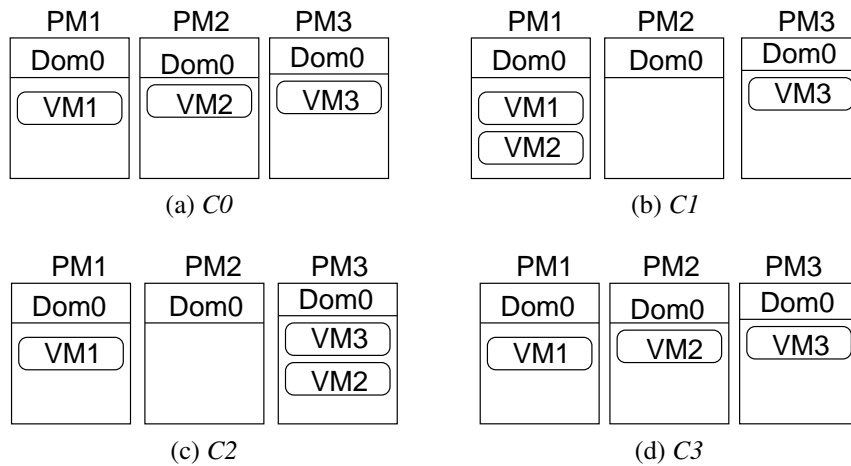 PM1 PM2 PM3
Dom0 Dom0 Dom0
VM1 VM2 VM3
(a) C0
PM1 PM2 PM3
Dom0 Dom0 Dom0
VM1 VM3
VM2
(b) C1
PM1 PM2 PM3
Dom0 Dom0 Dom0
VM1 VM3
VM2
(c) C2
PM1 PM2 PM3
Dom0 Dom0 Dom0
VM1 VM2 VM3
(d) C3